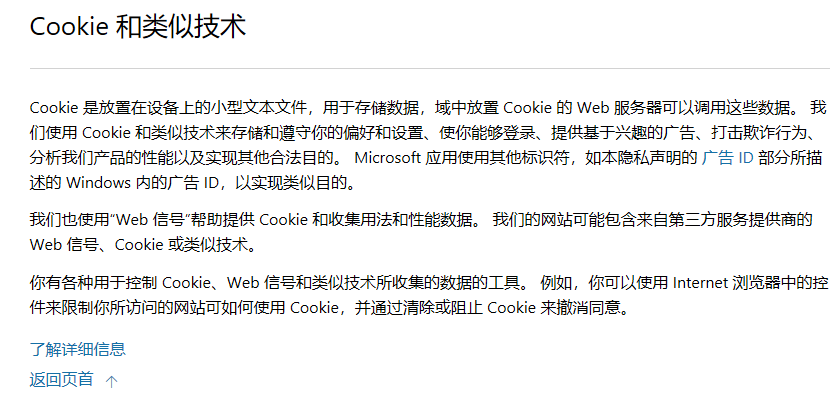 Cookie 和类似技术
Cookie 是放置在设备上的小型文本文件，用于存储数据，域中放置 Cookie 的 Web 服务器可以调用这些数据。 我
们使用 Cookie 和类似技术来存储和遵守你的偏好和设置、使你能够登录、提供基于兴趣的广告、打击欺诈行为、
分析我们产品的性能以及实现其他合法目的。 Microsoft 应用使用其他标识符，如本隐私声明的 广告 ID 部分所描
述的 Windows 内的广告 ID，以实现类似目的。
我们也使用“Web 信号”帮助提供 Cookie 和收集用法和性能数据。 我们的网站可能包含来自第三方服务提供商的
Web 信号、Cookie 或类似技术。
你有各种用于控制 Cookie、Web 信号和类似技术所收集的数据的工具。 例如，你可以使用 Internet 浏览器中的控
件来限制你所访问的网站可如何使用 Cookie，并通过清除或阻止 Cookie 来撤消同意。
了解详细信息
返回页首 ↑